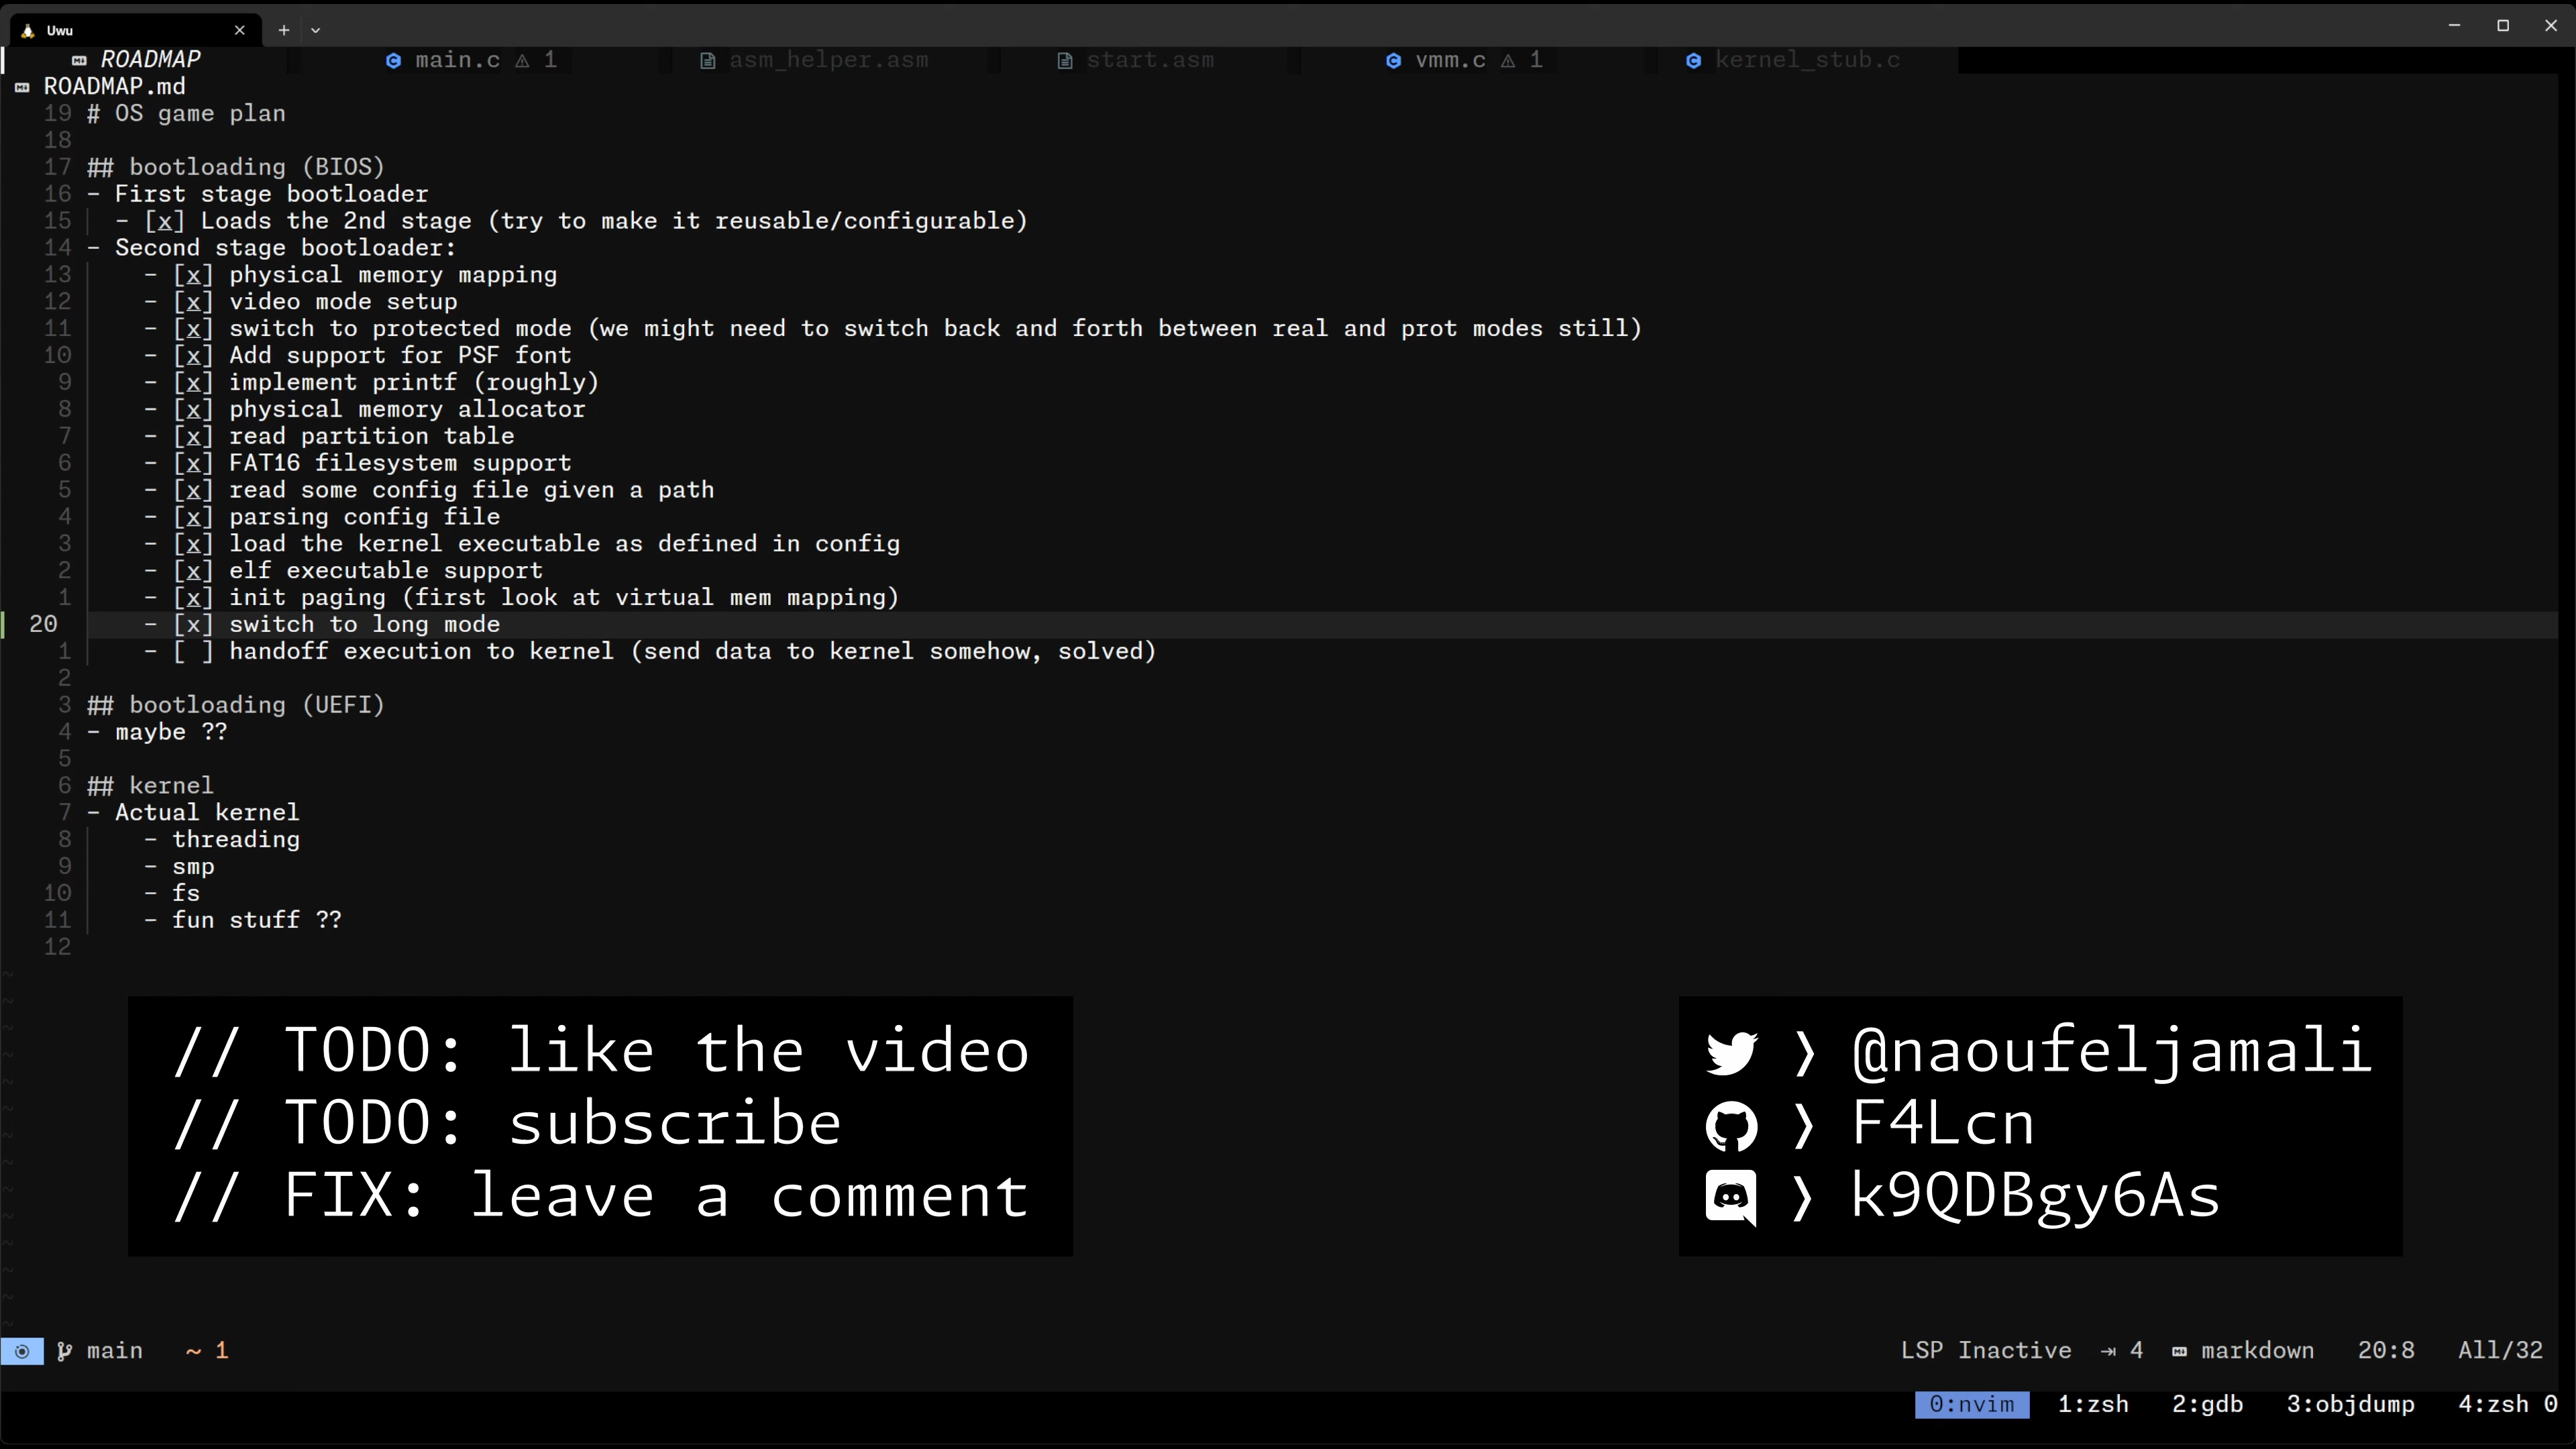 Uwu
ROADMAP main.c 1 asm_helper.asm start.asm vmm.c 1 kernel_stub.c
ROADMAP.md
19 # OS game plan
18
17 ## bootloading (BIOS)
16 - First stage bootloader
15 - [x] Loads the 2nd stage (try to make it reusable/configurable)
14 - Second stage bootloader:
13 - [x] physical memory mapping
12 - [x] video mode setup
11 - [x] switch to protected mode (we might need to switch back and forth between real and prot modes still)
10 - [x] Add support for PSF font
9 - [x] implement printf (roughly)
8 - [x] physical memory allocator
7 - [x] read partition table
6 - [x] FAT16 filesystem support
5 - [x] read some config file given a path
4 - [x] parsing config file
3 - [x] load the kernel executable as defined in config
2 - [x] elf executable support
1 - [x] init paging (first look at virtual mem mapping)
20 - [x] switch to long mode
1 - [ ] handoff execution to kernel (send data to kernel somehow, solved)
2
3 ## bootloading (UEFI)
4 - maybe ??
5
6 ## kernel
7 - Actual kernel
8 - threading
9 - smp
10 - fs
11 - fun stuff ??
12
// TODO: like the video
// TODO: subscribe
// FIX: leave a comment
❯ @naoufeljamali
❯ F4Lcn
❯ k9QDBgy6As
main ~ 1 LSP Inactive ⇥ 4 markdown 20:8 All/32
0:nvim 1:zsh 2:gdb 3:objdump 4:zsh 0